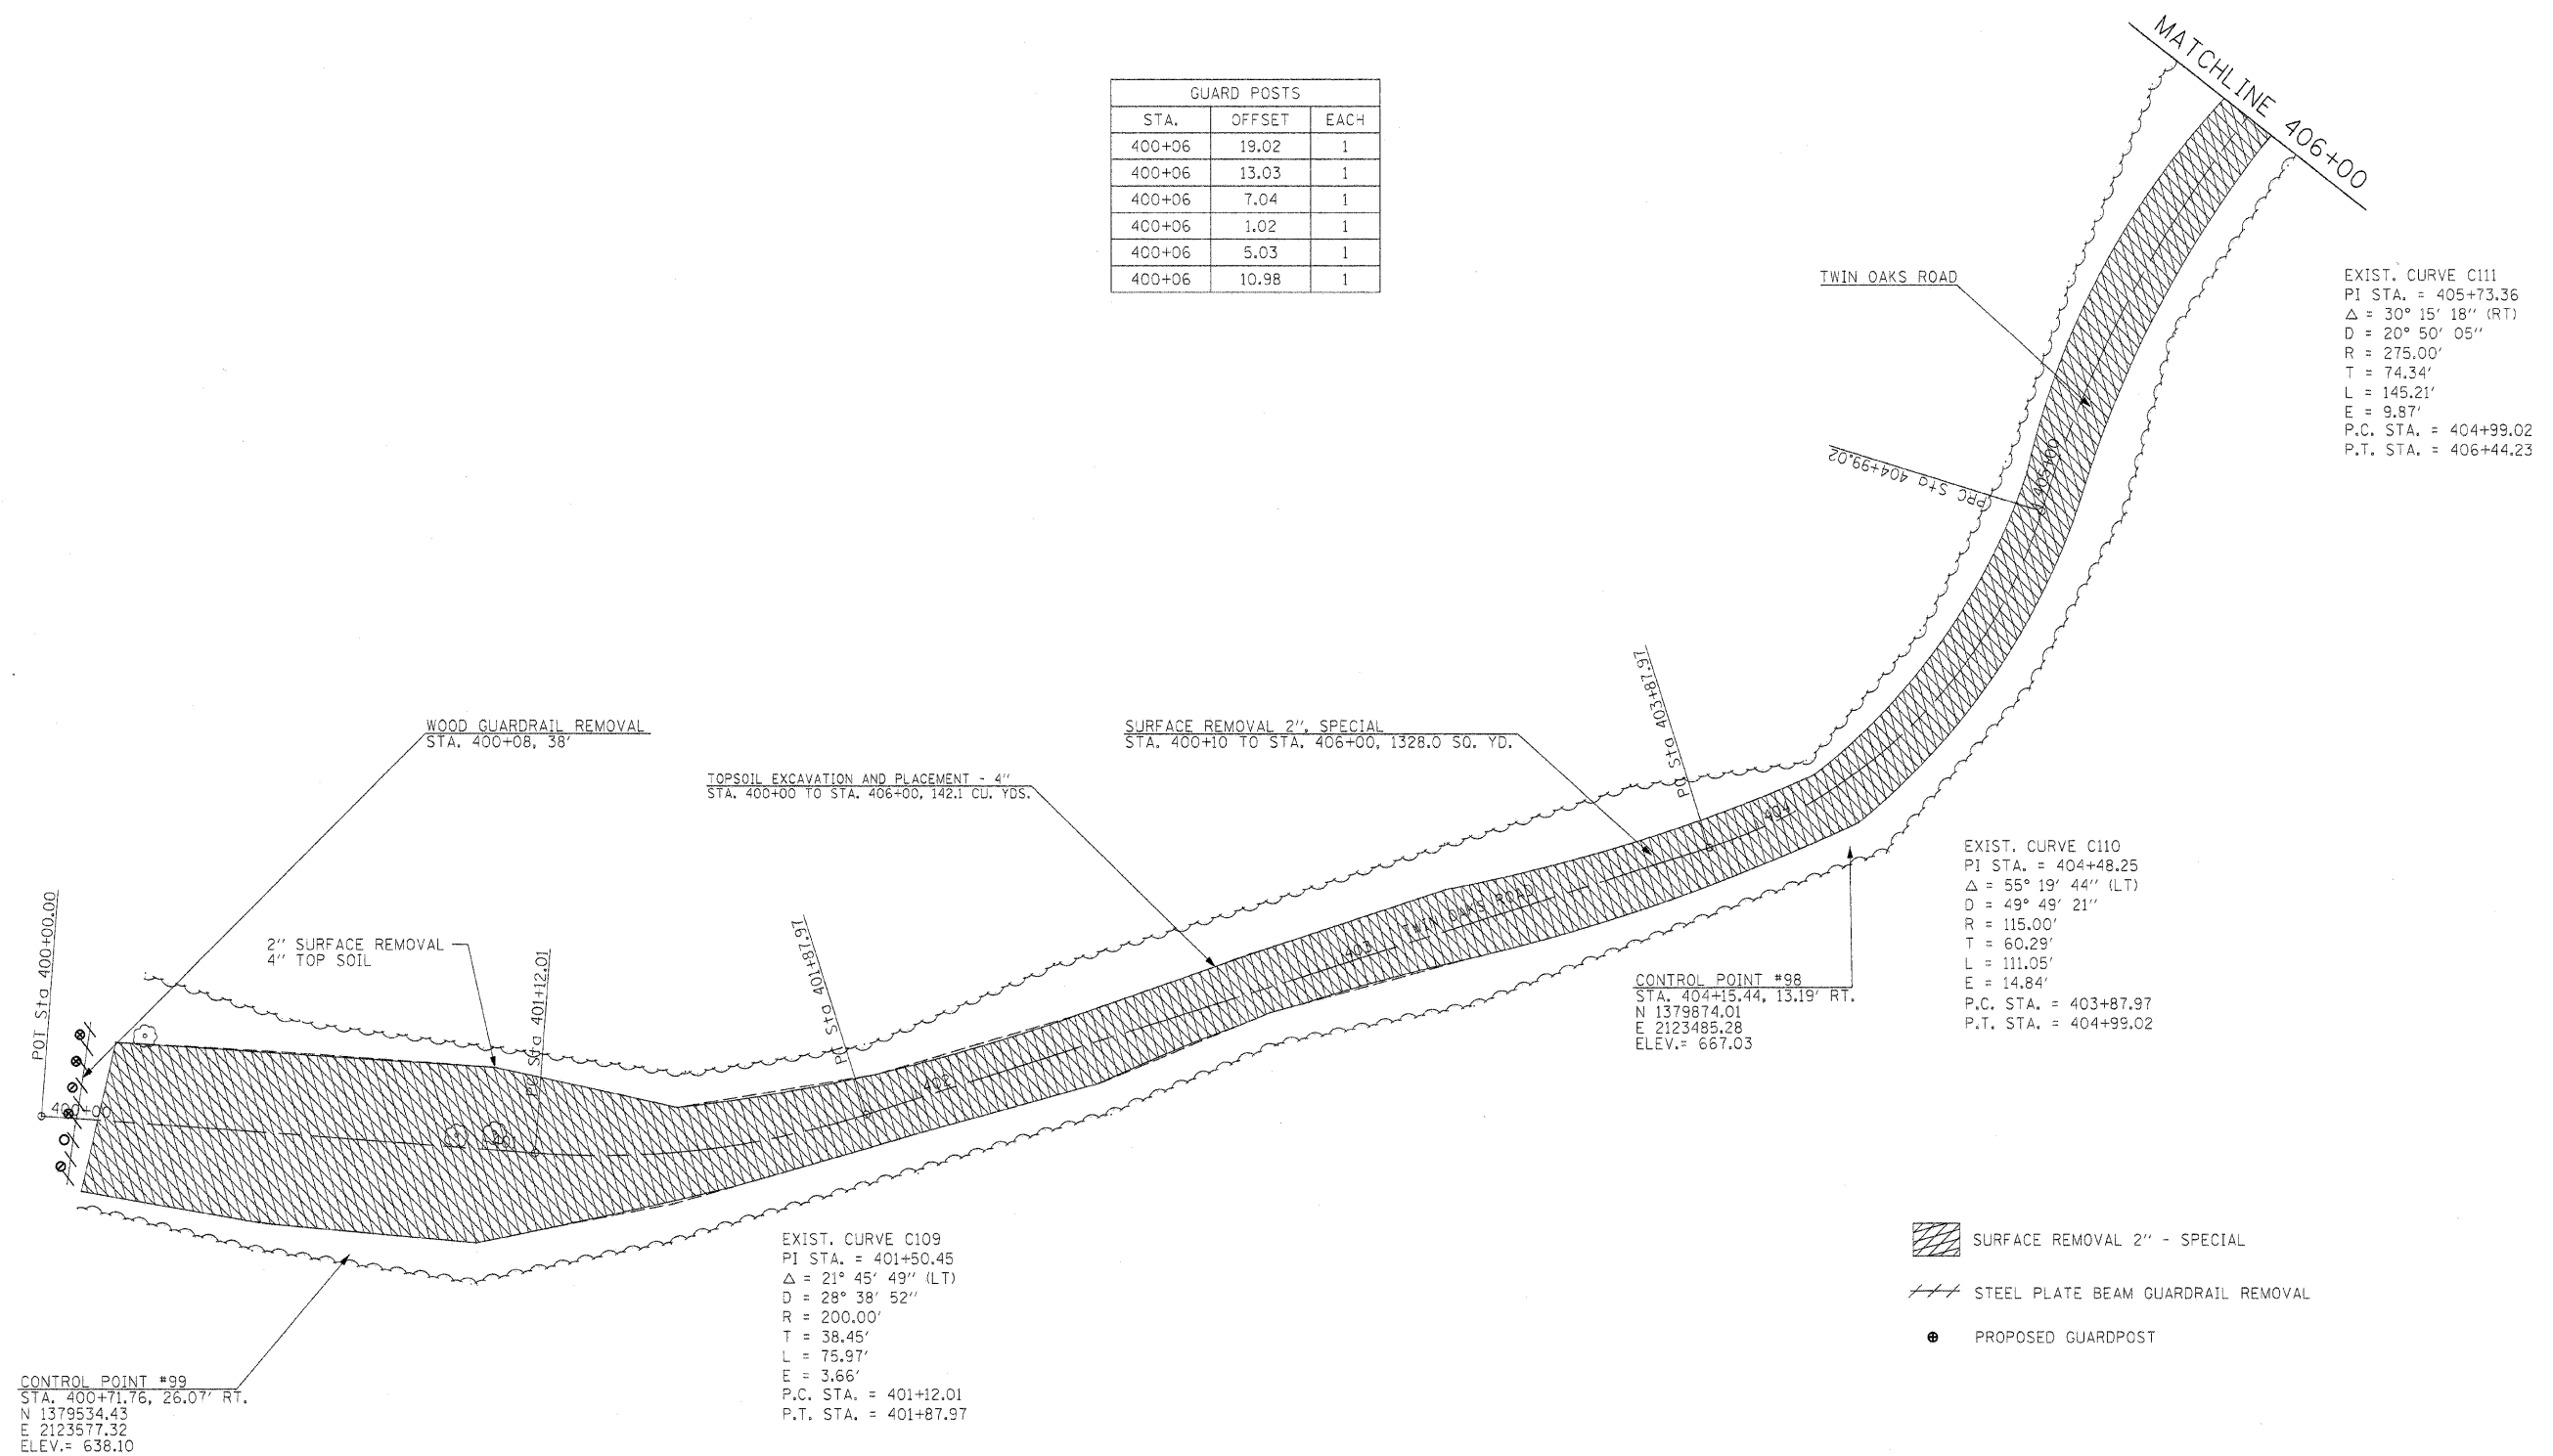 MATCHLINE 406+00
GUARD POSTS
STA. OFFSET EACH
400+06 19.02 1
400+06 13.03 1
400+06 7.04 1
400+06 1.02 1
400+06 5.03 1
400+06 10.98 1
TWIN OAKS ROAD
EXIST. CURVE C111
PI STA. = 405+73.36
Δ = 30° 15' 18'' (RT)
D = 20° 50' 05''
R = 275.00'
T = 74.34'
L = 145.21'
E = 9.87'
P.C. STA. = 404+99.02
P.T. STA. = 406+44.23
PRC Sta 404+99.02
405+00
WOOD GUARDRAIL REMOVAL
STA. 400+08, 38'
SURFACE REMOVAL 2'', SPECIAL
STA. 400+10 TO STA. 406+00, 1328.0 SQ. YD.
PC Sta 403+87.97
TOPSOIL EXCAVATION AND PLACEMENT - 4''
STA. 400+00 TO STA. 406+00, 142.1 CU. YDS.
404
EXIST. CURVE C110
PI STA. = 404+48.25
Δ = 55° 19' 44'' (LT)
D = 49° 49' 21''
R = 115.00'
T = 60.29'
L = 111.05'
E = 14.84'
P.C. STA. = 403+87.97
P.T. STA. = 404+99.02
POT Sta 400+00.00
2'' SURFACE REMOVAL
4'' TOP SOIL
PC Sta 401+12.01
PT Sta 401+87.97
403
TWIN OAKS ROAD
CONTROL POINT #98
STA. 404+15.44, 13.19' RT.
N 1379874.01
E 2123485.28
ELEV.= 667.03
402
400+00
401
EXIST. CURVE C109
PI STA. = 401+50.45
Δ = 21° 45' 49'' (LT)
D = 28° 38' 52''
R = 200.00'
T = 38.45'
L = 75.97'
E = 3.66'
P.C. STA. = 401+12.01
P.T. STA. = 401+87.97
SURFACE REMOVAL 2'' - SPECIAL
STEEL PLATE BEAM GUARDRAIL REMOVAL
PROPOSED GUARDPOST
CONTROL POINT #99
STA. 400+71.76, 26.07' RT.
N 1379534.43
E 2123577.32
ELEV.= 638.10